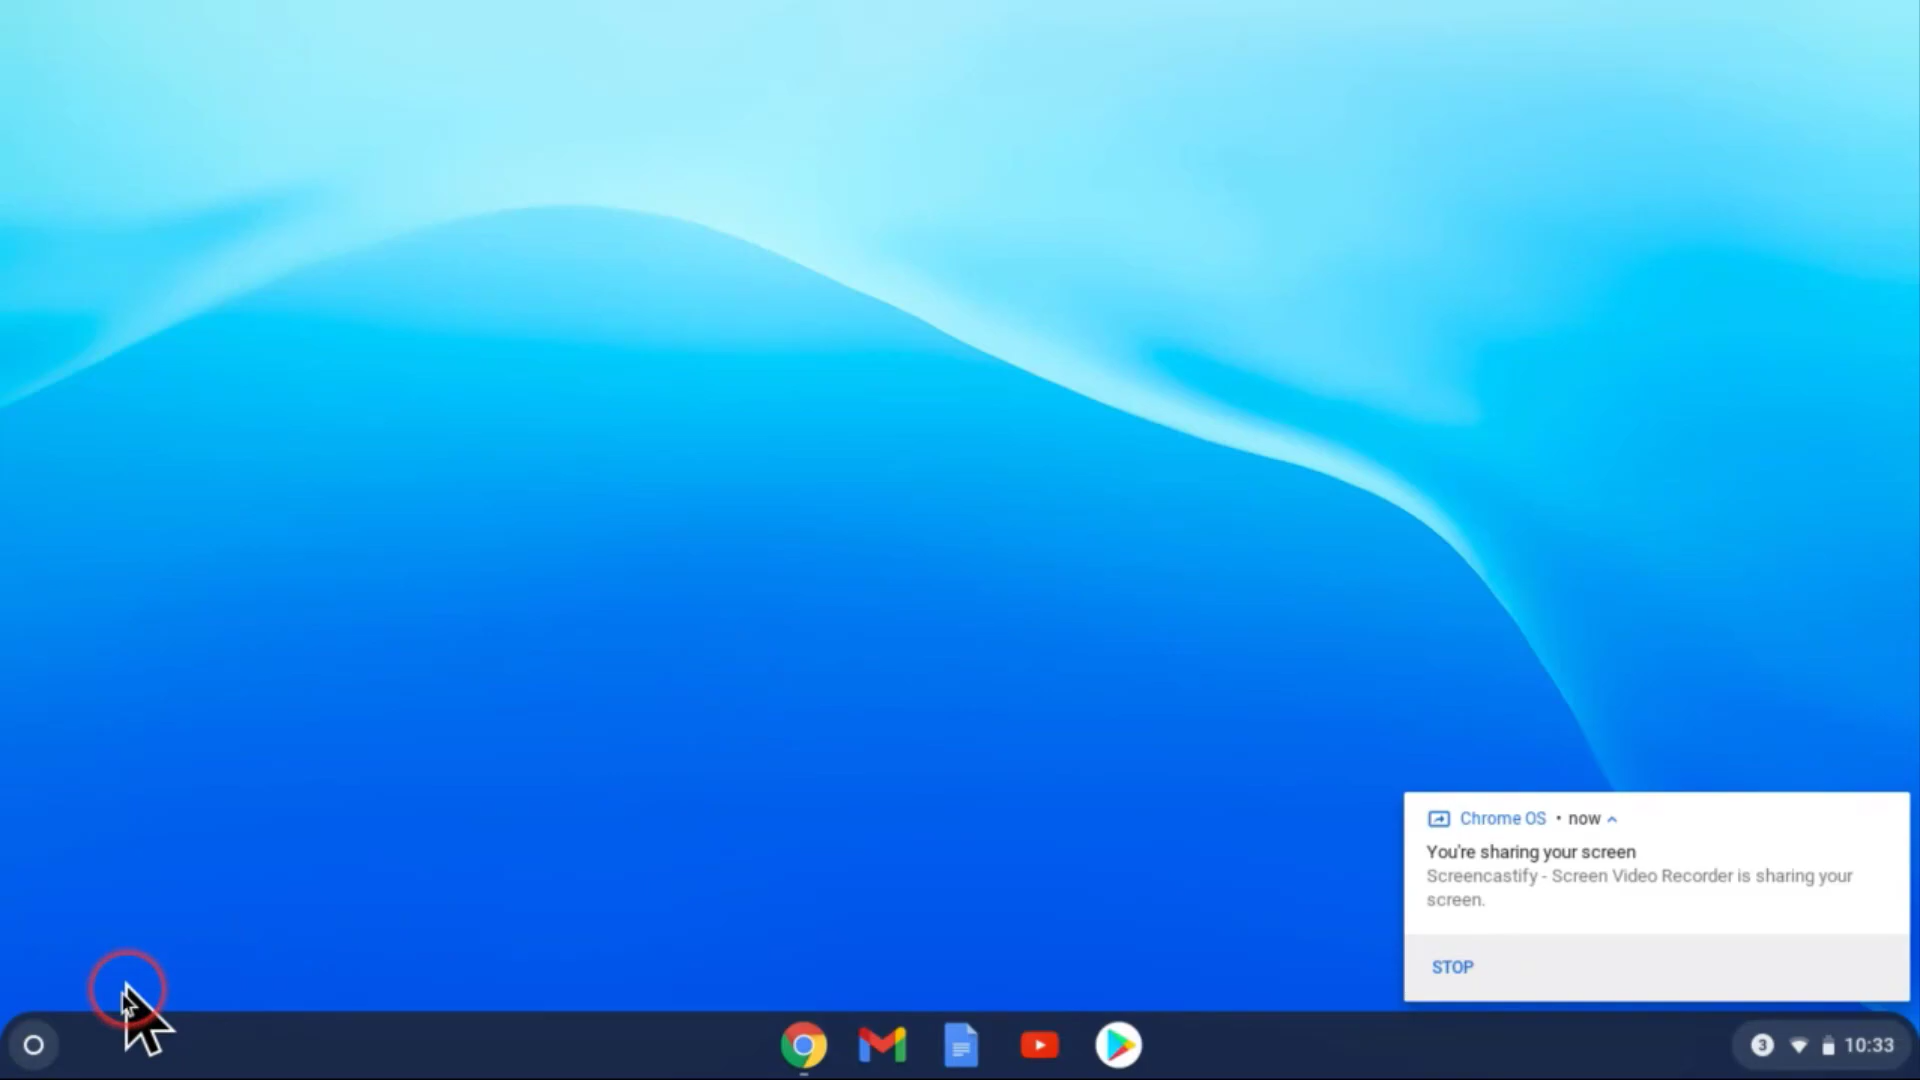 Chrome OS • now
You're sharing your screen
Screencastify - Screen Video Recorder is sharing your
screen.
STOP
3 10:33